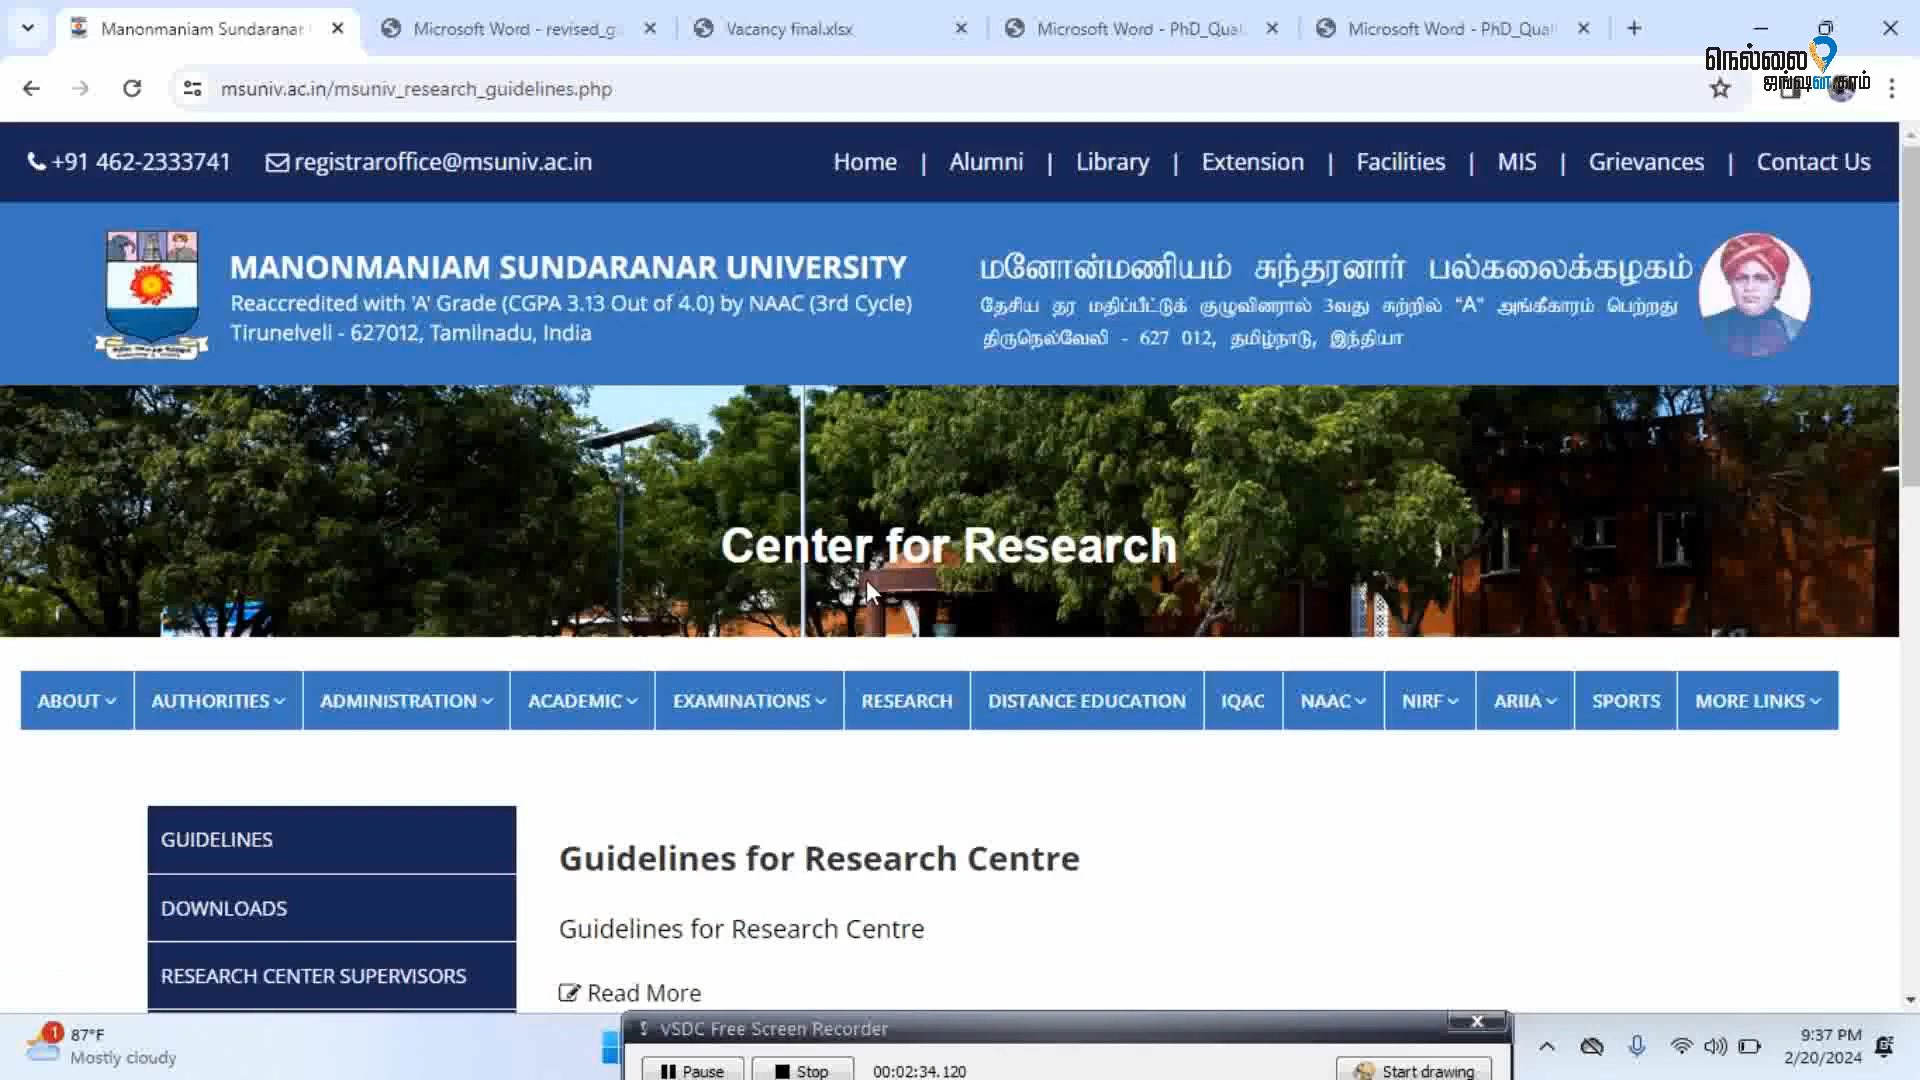 Manonmaniam Sundaranar
Microsoft Word - revised_g
Vacancy final.xlsx
Microsoft Word - PhD_Qual
Microsoft Word - PhD_Qual
நெல்லை
ஜங்ஷன்.காம்
msuniv.ac.in/msuniv_research_guidelines.php
+91 462-2333741 registraroffice@msuniv.ac.in
Home | Alumni | Library | Extension | Facilities | MIS | Grievances | Contact Us
MANONMANIAM SUNDARANAR UNIVERSITY
Reaccredited with 'A' Grade (CGPA 3.13 Out of 4.0) by NAAC (3rd Cycle)
Tirunelveli - 627012, Tamilnadu, India
மனோன்மணியம் சுந்தரனார் பல்கலைக்கழகம்
தேசிய தர மதிப்பீட்டுக் குழுவினரால் 3வது சுற்றில் "A" அங்கீகாரம் பெற்றது
திருநெல்வேலி - 627 012, தமிழ்நாடு, இந்தியா
Center for Research
ABOUT
AUTHORITIES
ADMINISTRATION
ACADEMIC
EXAMINATIONS
RESEARCH
DISTANCE EDUCATION
IQAC
NAAC
NIRF
ARIIA
SPORTS
MORE LINKS
GUIDELINES
DOWNLOADS
RESEARCH CENTER SUPERVISORS
Guidelines for Research Centre
Guidelines for Research Centre
Read More
VSDC Free Screen Recorder
Pause
Stop
00:02:34.120
Start drawing
1
87°F
Mostly cloudy
9:37 PM
2/20/2024